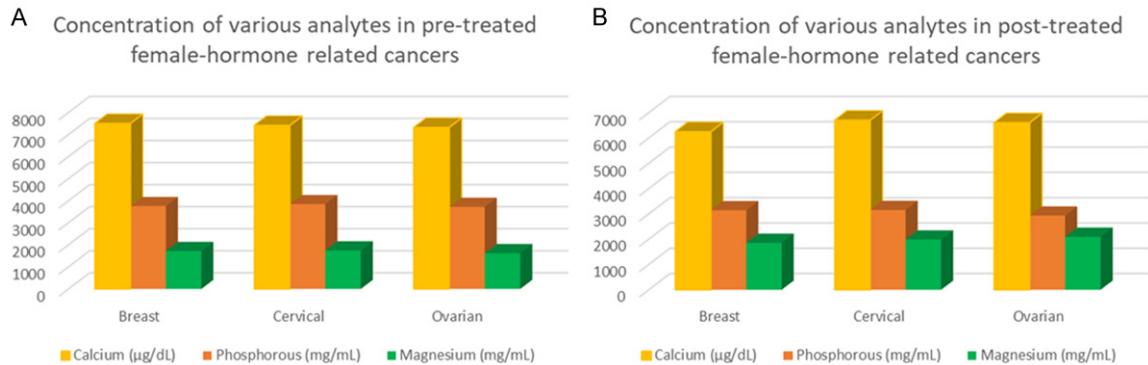 A
Concentration of various analytes in pre-treated
female-hormone related cancers
8000
7000
6000
5000
4000
3000
2000
1000
0
Breast Cervical Ovarian
Calcium (µg/dL) Phosphorous (mg/mL) Magnesium (mg/mL)
B
Concentration of various analytes in post-treated
female-hormone related cancers
7000
6000
5000
4000
3000
2000
1000
0
Breast Cervical Ovarian
Calcium (µg/dL) Phosphorous (mg/mL) Magnesium (mg/mL)